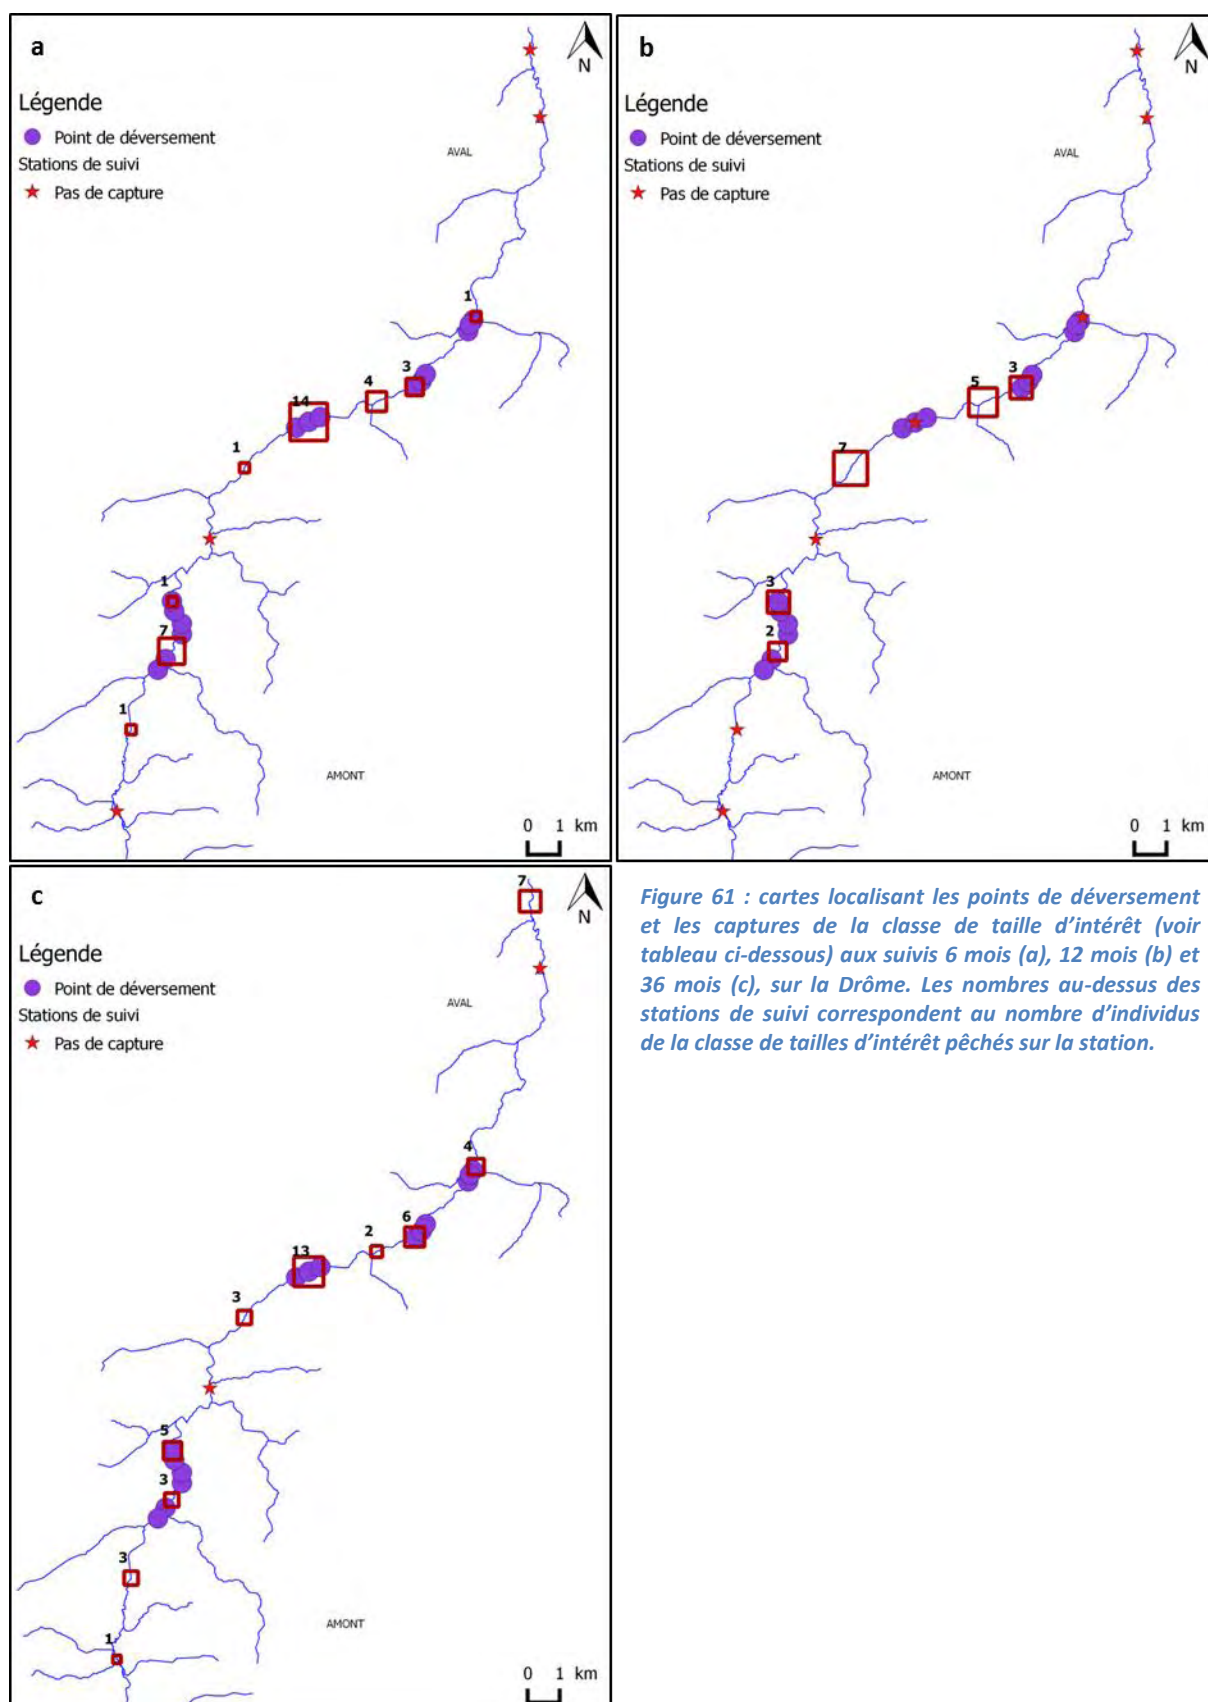 a
N
Légende
Point de déversement
Stations de suivi
Pas de capture
AVAL
1
3
4
14
1
1
7
1
AMONT
0 1 km
b
N
Légende
Point de déversement
Stations de suivi
Pas de capture
AVAL
3
5
7
3
2
AMONT
0 1 km
c
7
N
Légende
Point de déversement
Stations de suivi
Pas de capture
AVAL
4
6
2
13
3
5
3
3
AMONT
1
0 1 km
Figure 61 : cartes localisant les points de déversement
et les captures de la classe de taille d’intérêt (voir
tableau ci-dessous) aux suivis 6 mois (a), 12 mois (b) et
36 mois (c), sur la Drôme. Les nombres au-dessus des
stations de suivi correspondent au nombre d’individus
de la classe de tailles d’intérêt pêchés sur la station.